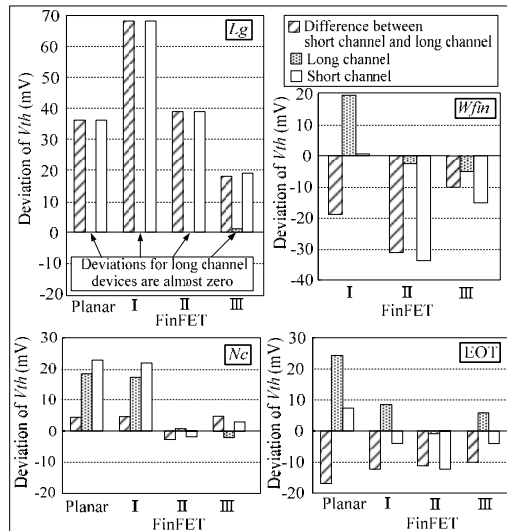 Lg
Deviation of Vth (mV)
70
60
50
40
30
20
10
0
-10
20
Deviations for long channel
devices are almost zero
Planar I II III
FinFET
Difference between
short channel and long channel
Long channel
Short channel
Wfin
Deviation of Vth (mV)
20
10
0
-10
-20
-30
-40
I II III
FinFET
Nc
Deviation of Vth (mV)
30
20
10
0
-10
-20
Planar I II III
FinFET
EOT
Deviation of Vth (mV)
30
20
10
0
-10
20
Planar I II III
FinFET